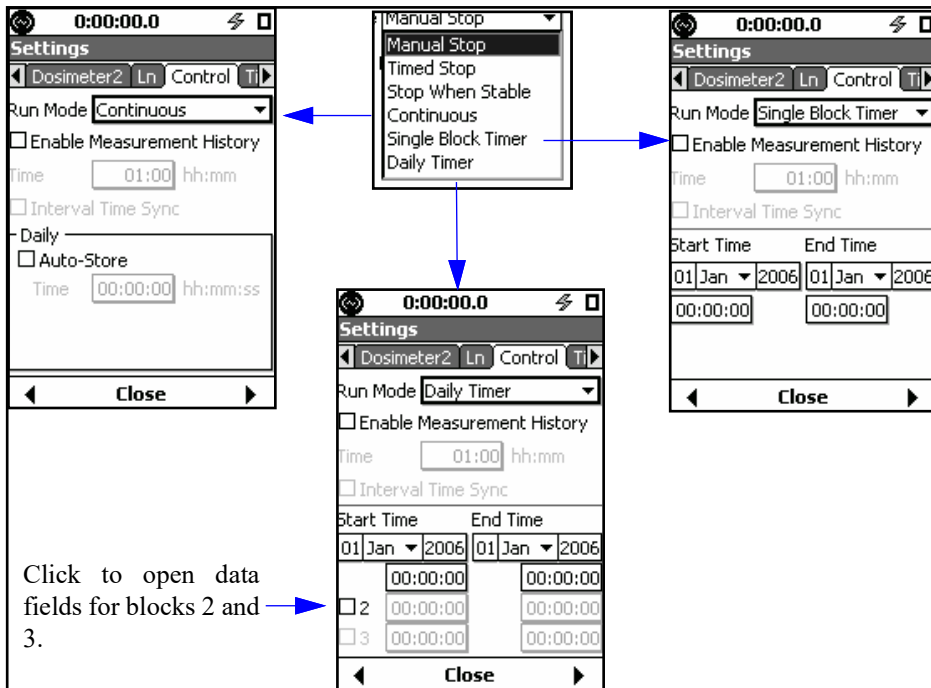 0:00:00.0
Settings
Dosimeter2 Ln Control Ti
Run Mode Continuous
Enable Measurement History
Time 01:00 hh:mm
Interval Time Sync
Daily
Auto-Store
Time 00:00:00 hh:mm:ss
Close
Manual Stop
Manual Stop
Timed Stop
Stop When Stable
Continuous
Single Block Timer
Daily Timer
0:00:00.0
Settings
Dosimeter2 Ln Control Ti
Run Mode Single Block Timer
Enable Measurement History
Time 01:00 hh:mm
Interval Time Sync
Start Time End Time
01 Jan 2006 01 Jan 2006
00:00:00 00:00:00
Close
0:00:00.0
Settings
Dosimeter2 Ln Control Ti
Run Mode Daily Timer
Enable Measurement History
Time 01:00 hh:mm
Interval Time Sync
Start Time End Time
01 Jan 2006 01 Jan 2006
00:00:00 00:00:00
2 00:00:00 00:00:00
3 00:00:00 00:00:00
Close
Click to open data
fields for blocks 2 and
3.